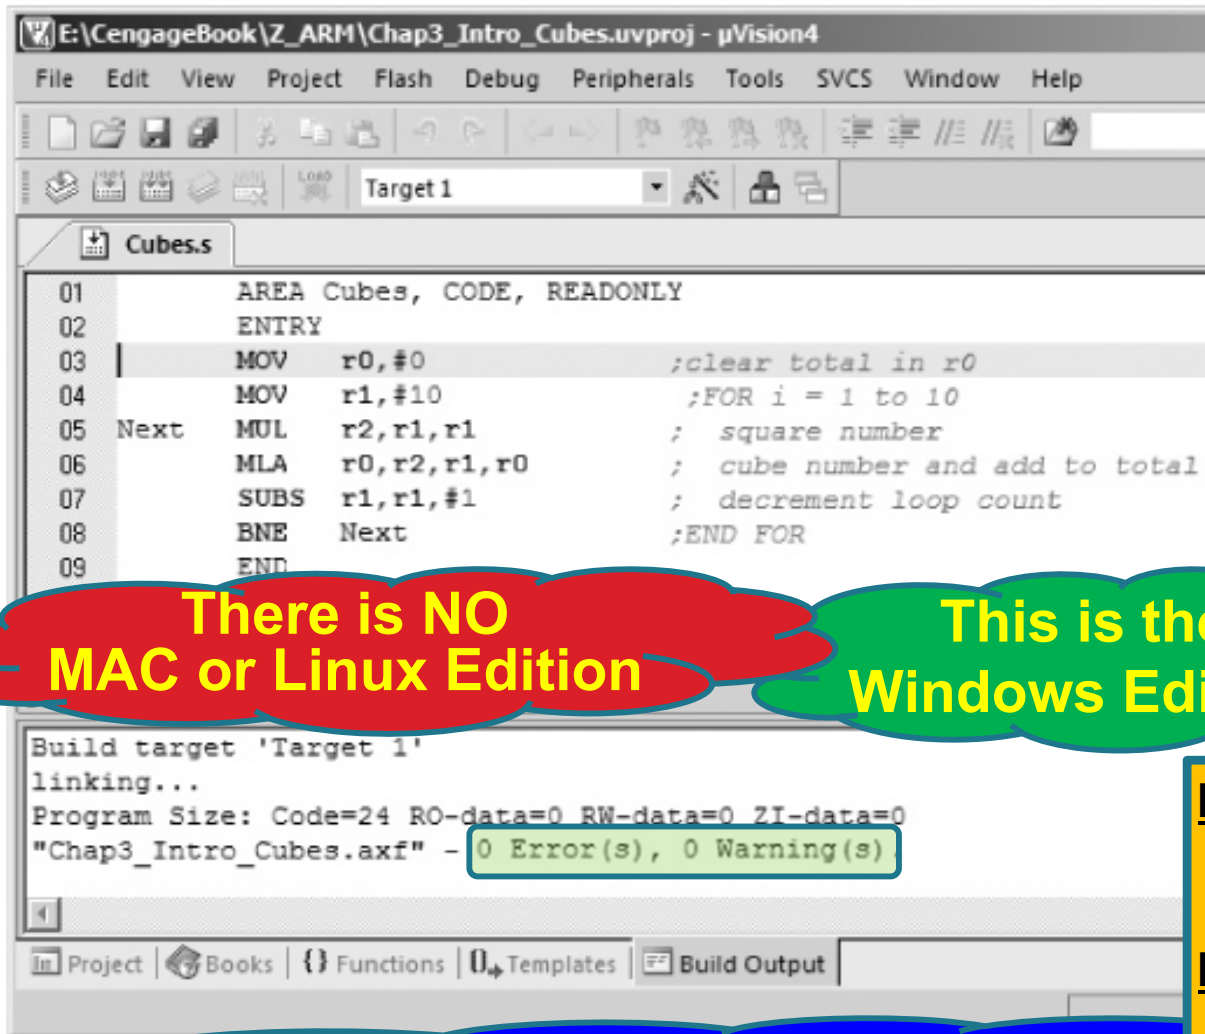 E:\CengageBook\Z_ARM\Chap3_Intro_Cubes.uvproj - µVision4
File Edit View Project Flash Debug Peripherals Tools SVCS Window Help
LOAD Target 1
Cubes.s
01 AREA Cubes, CODE, READONLY
02 ENTRY
03 MOV r0,#0 ;clear total in r0
04 MOV r1,#10 ;FOR i = 1 to 10
05 Next MUL r2,r1,r1 ; square number
06 MLA r0,r2,r1,r0 ; cube number and add to total
07 SUBS r1,r1,#1 ; decrement loop count
08 BNE Next ;END FOR
09 END
There is NO
MAC or Linux Edition
This is the
Windows Edi
Build target 'Target 1'
linking...
Program Size: Code=24 RO-data=0 RW-data=0 ZI-data=0
"Chap3_Intro_Cubes.axf" - 0 Error(s), 0 Warning(s).
Project Books {} Functions 0 Templates Build Output